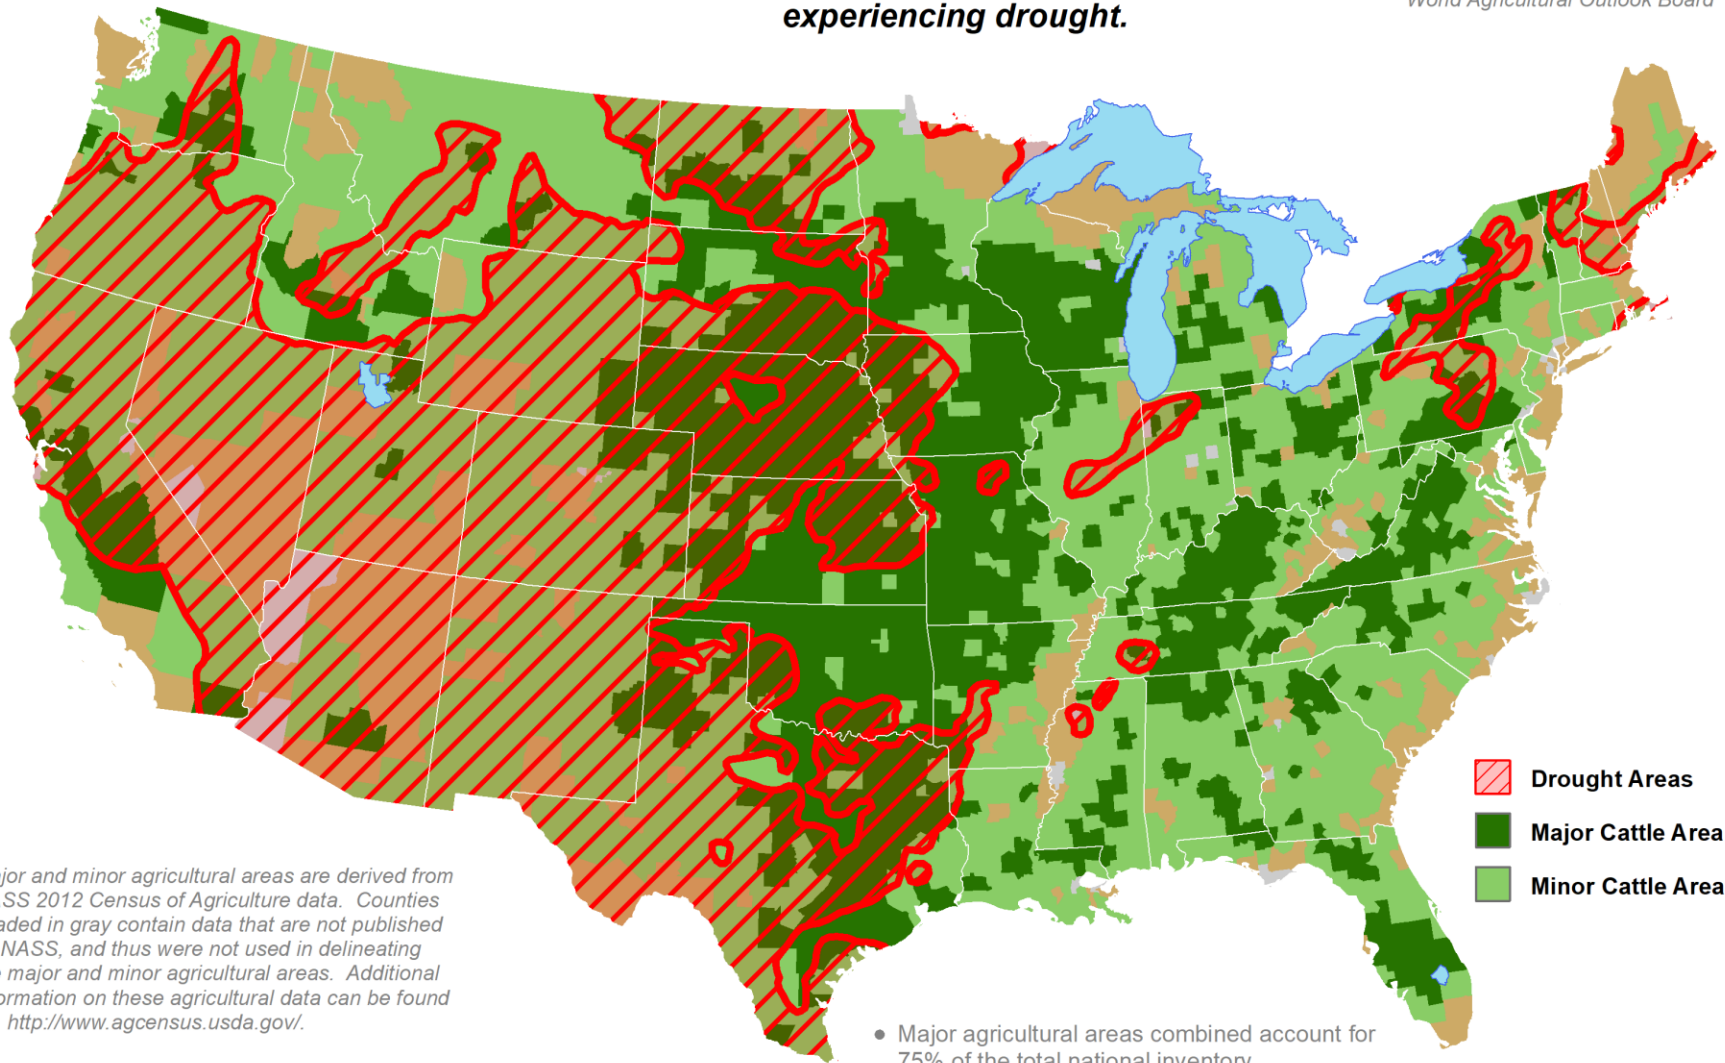 experiencing drought.
World Agricultural Outlook Board
Drought Areas
Major Cattle Area
Minor Cattle Area
jor and minor agricultural areas are derived from
SS 2012 Census of Agriculture data. Counties
aded in gray contain data that are not published
NASS, and thus were not used in delineating
major and minor agricultural areas. Additional
ormation on these agricultural data can be found
http://www.agcensus.usda.gov/.
● Major agricultural areas combined account for
75% of the total national inventory